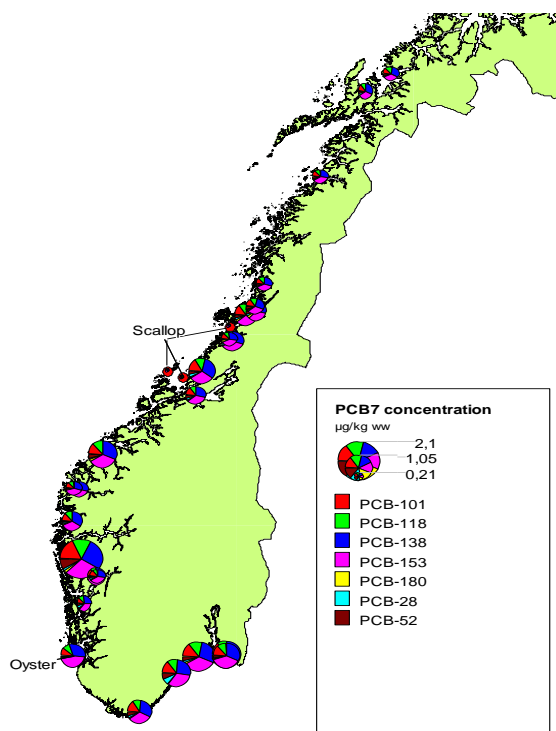 Scallop
Oyster
PCB7 concentration
µg/kg ww
2,1
1,05
0,21
PCB-101
PCB-118
PCB-138
PCB-153
PCB-180
PCB-28
PCB-52